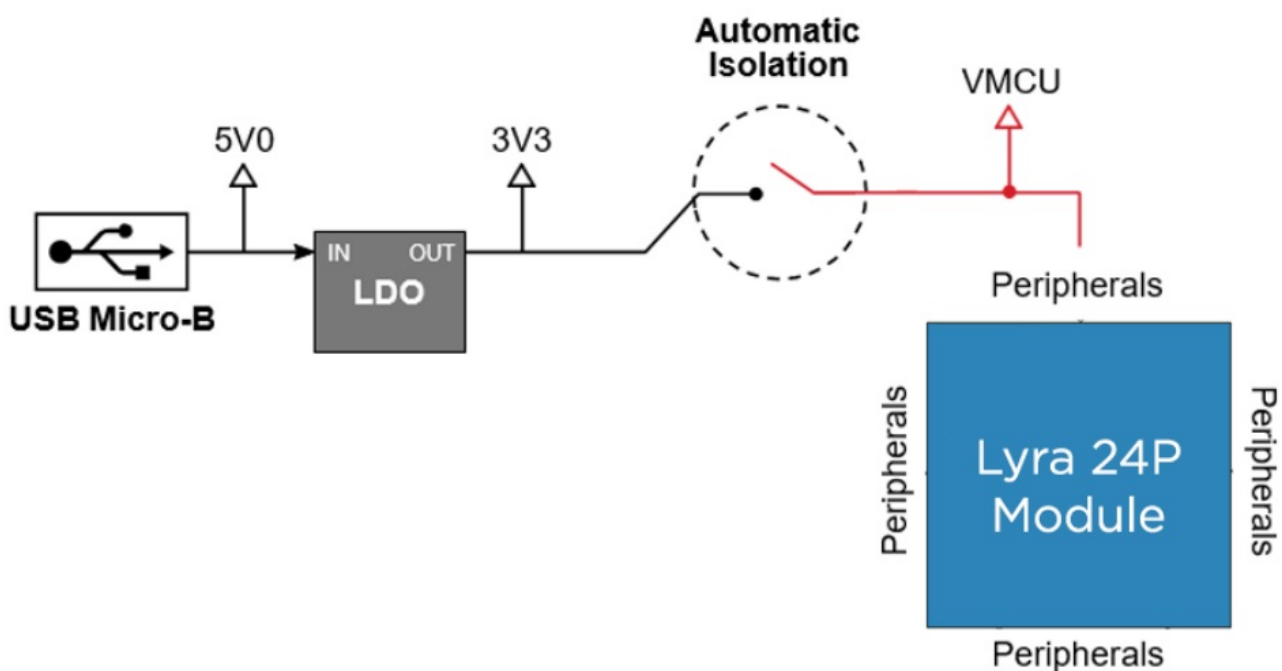 Automatic
Isolation
VMCU
5V0
3V3
IN OUT
LDO
USB Micro-B
Peripherals
Peripherals
Peripherals
Lyra 24P
Module
Peripherals